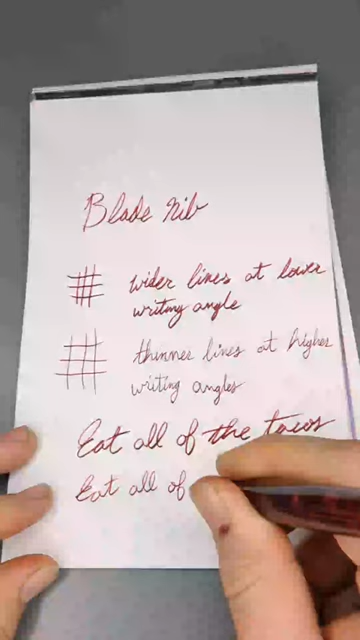 Blade nib
wider lines at lower
writing angle
thinner lines at higher
writing angles
Eat all of the tacos
Eat all of